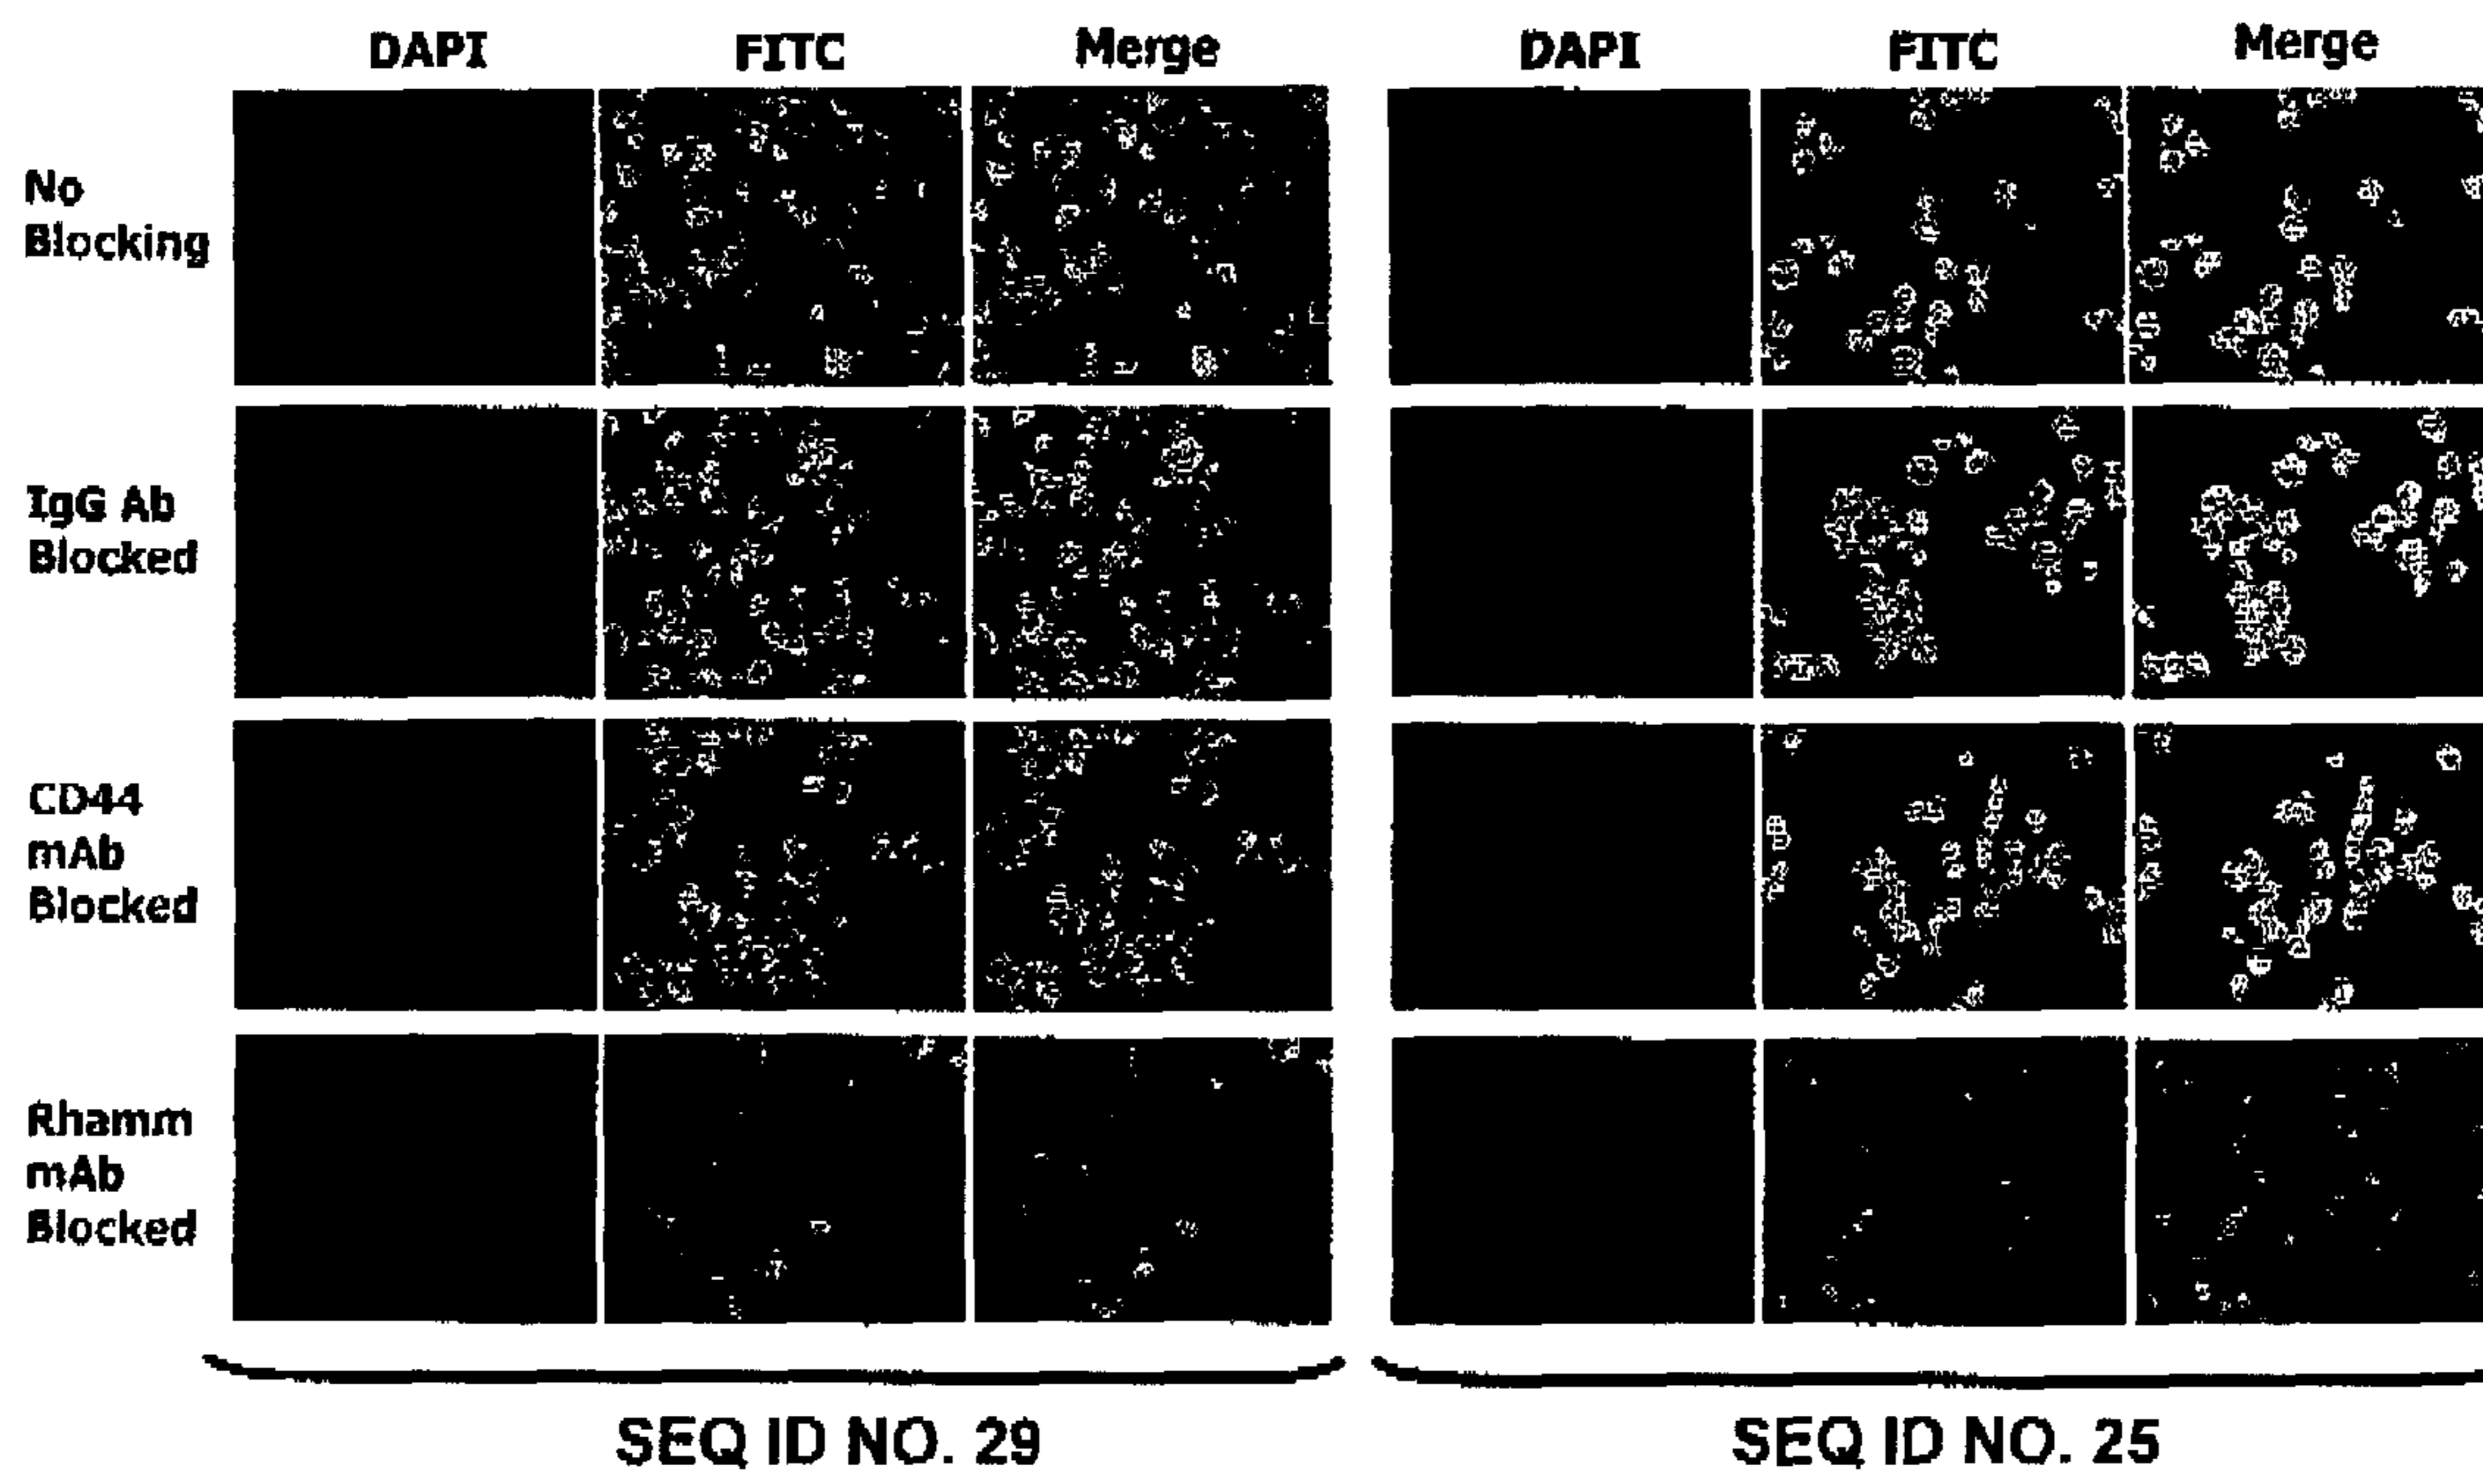 DAPI FITC Merge DAPI FITC Merge
No
Blocking
IgG Ab
Blocked
CD44
mAb
Blocked
Rhamm
mAb
Blocked
SEQ ID NO. 29 SEQ ID NO. 25